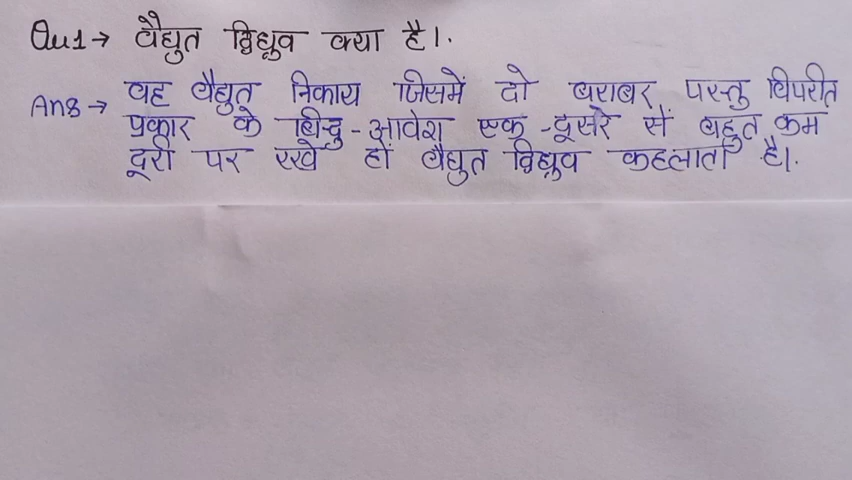 Qu1→ वैद्युत द्विध्रुव क्या है।.
Ans→ वह वैद्युत निकाय जिसमें दो बराबर, परन्तु विपरीत
प्रकार के बिन्दु-आवेश एक-दूसरे से बहुत कम
दूरी पर रखे हों वैद्युत द्विध्रुव कहलाता है।.